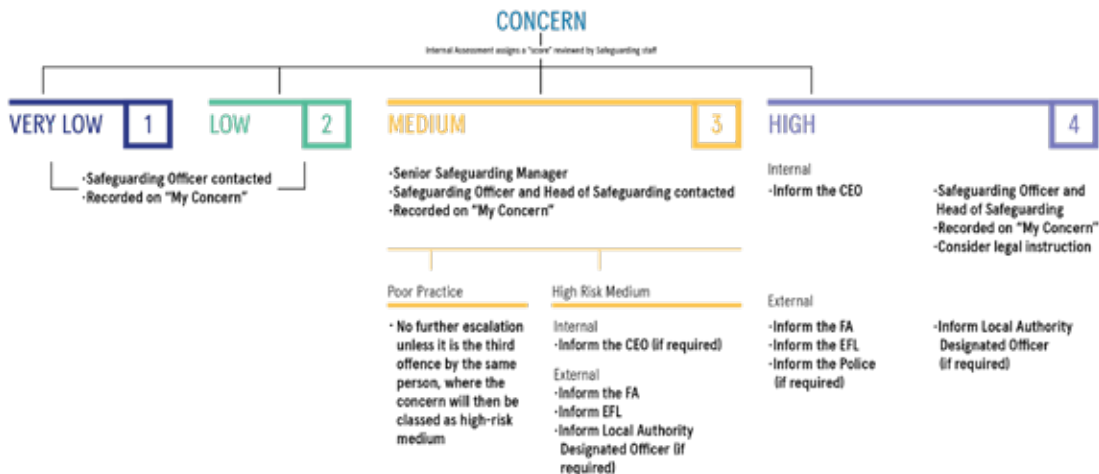 CONCERN
Internal Assessment assigns a "score" reviewed by Safeguarding staff
VERY LOW 1
LOW 2
MEDIUM 3
HIGH 4
·Safeguarding Officer contacted
·Recorded on "My Concern"
·Senior Safeguarding Manager
·Safeguarding Officer and Head of Safeguarding contacted
·Recorded on "My Concern"
Poor Practice
· No further escalation
unless it is the third
offence by the same
person, where the
concern will then be
classed as high-risk
medium
High Risk Medium
Internal
·Inform the CEO (if required)
External
·Inform the FA
·Inform EFL
·Inform Local Authority
Designated Officer (if
required)
Internal
·Inform the CEO
·Safeguarding Officer and
Head of Safeguarding
·Recorded on "My Concern"
·Consider legal instruction
External
·Inform the FA
·Inform the EFL
·Inform the Police
(if required)
·Inform Local Authority
Designated Officer
(if required)